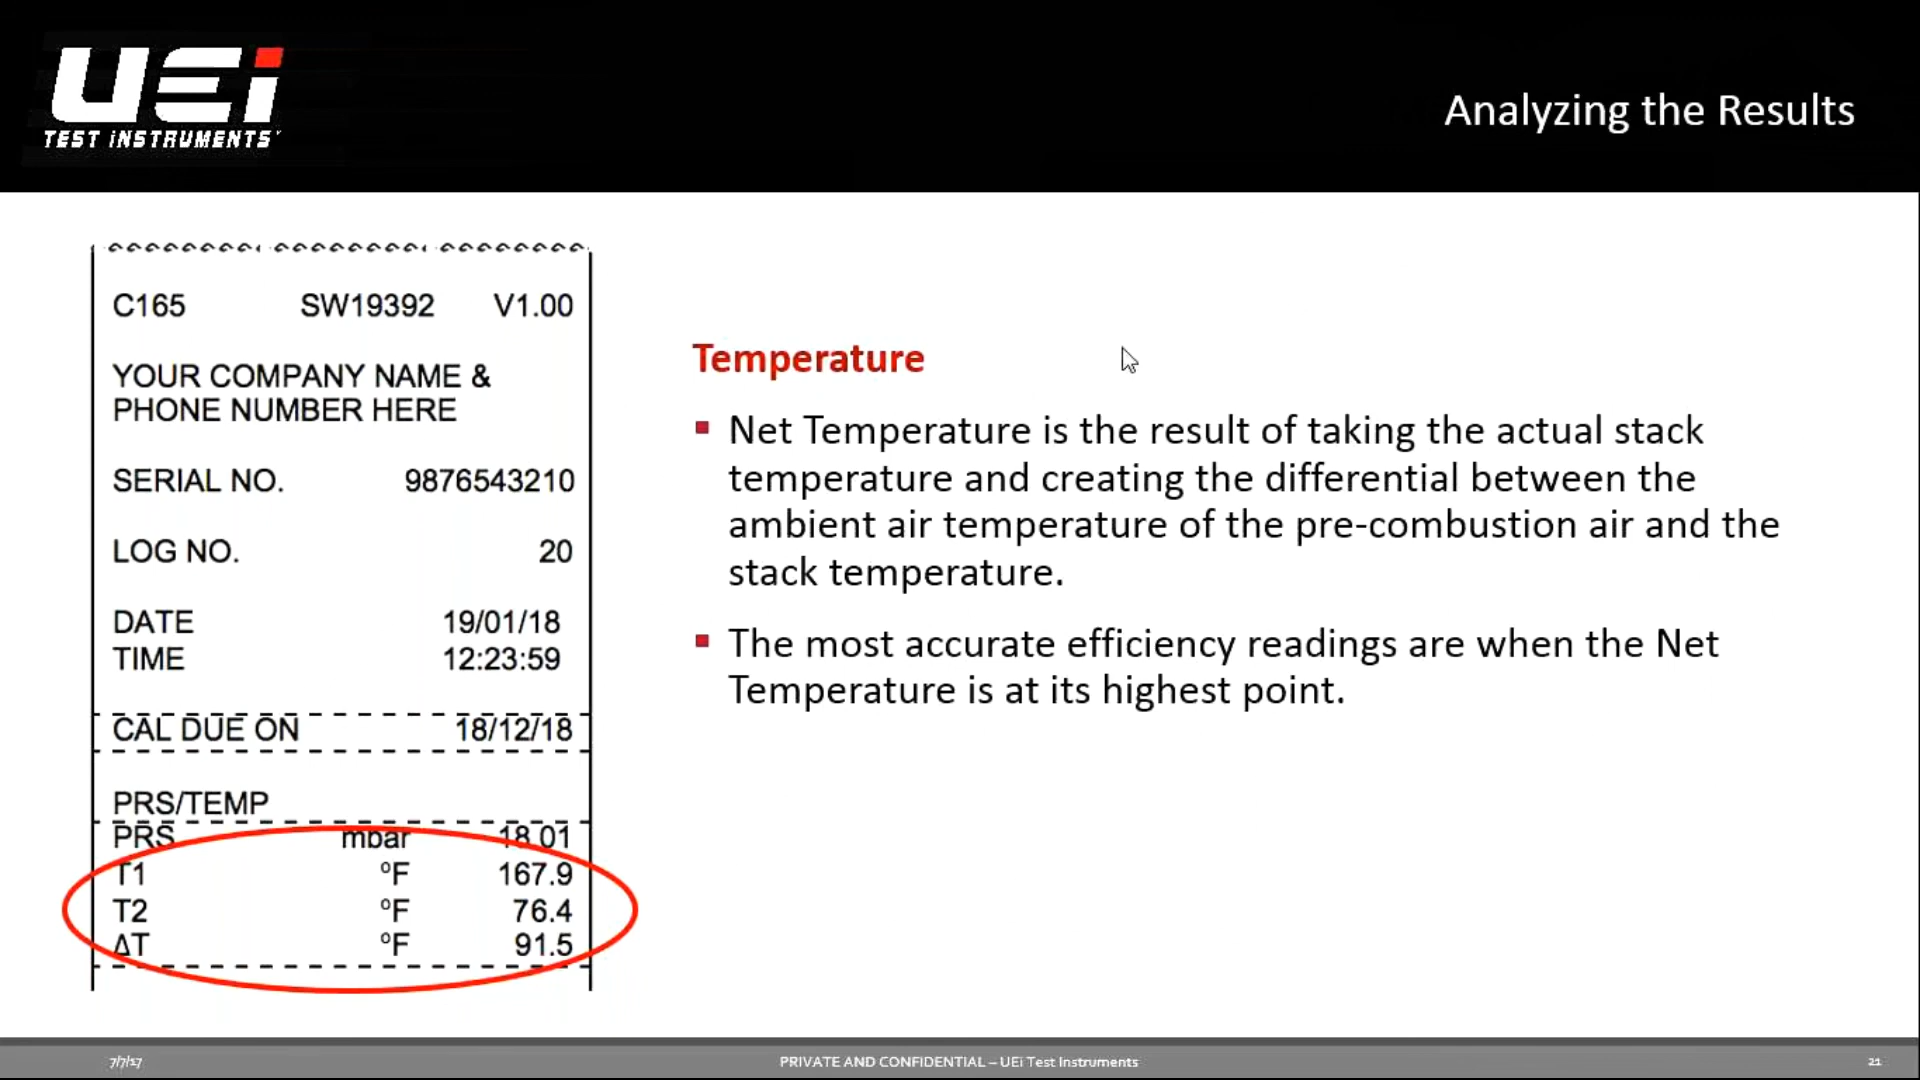 UEi
TEST INSTRUMENTS
Analyzing the Results
C165 SW19392 V1.00
YOUR COMPANY NAME &
PHONE NUMBER HERE
SERIAL NO. 9876543210
LOG NO. 20
DATE 19/01/18
TIME 12:23:59
CAL DUE ON 18/12/18
PRS/TEMP
PRS mbar 18.01
T1 ºF 167.9
T2 ºF 76.4
ΔT ºF 91.5
Temperature
▪ Net Temperature is the result of taking the actual stack
temperature and creating the differential between the
ambient air temperature of the pre-combustion air and the
stack temperature.
▪ The most accurate efficiency readings are when the Net
Temperature is at its highest point.
7/7/17 PRIVATE AND CONFIDENTIAL – UEi Test Instruments 21